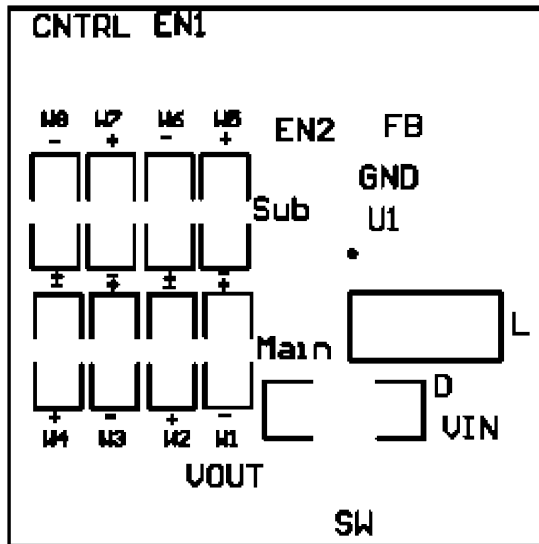 CNTRL EN1
W8 W7 W6 W5
- + - +
EN2 FB
GND
Sub
U1
L
Main
D
+ - + -
W4 W3 W2 W1
VIN
VOUT
SW